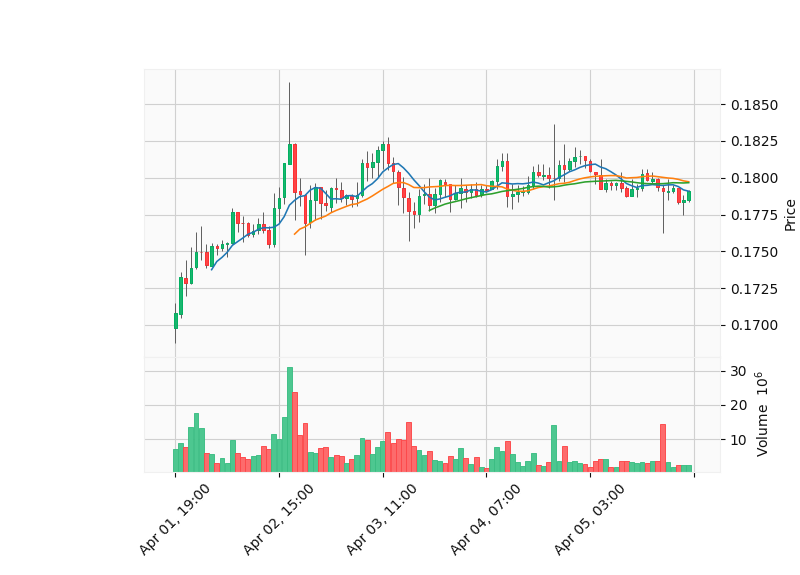 0.1850
0.1825
0.1800
0.1775
0.1750
0.1725
0.1700
Price
30
20
10
Volume 10⁶
Apr 01, 19:00
Apr 02, 15:00
Apr 03, 11:00
Apr 04, 07:00
Apr 05, 03:00